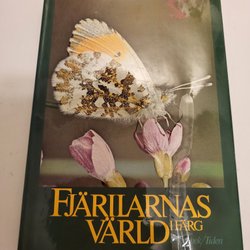 FJÄRILARNAS
VÄRLD I FÄRG
/Tiden